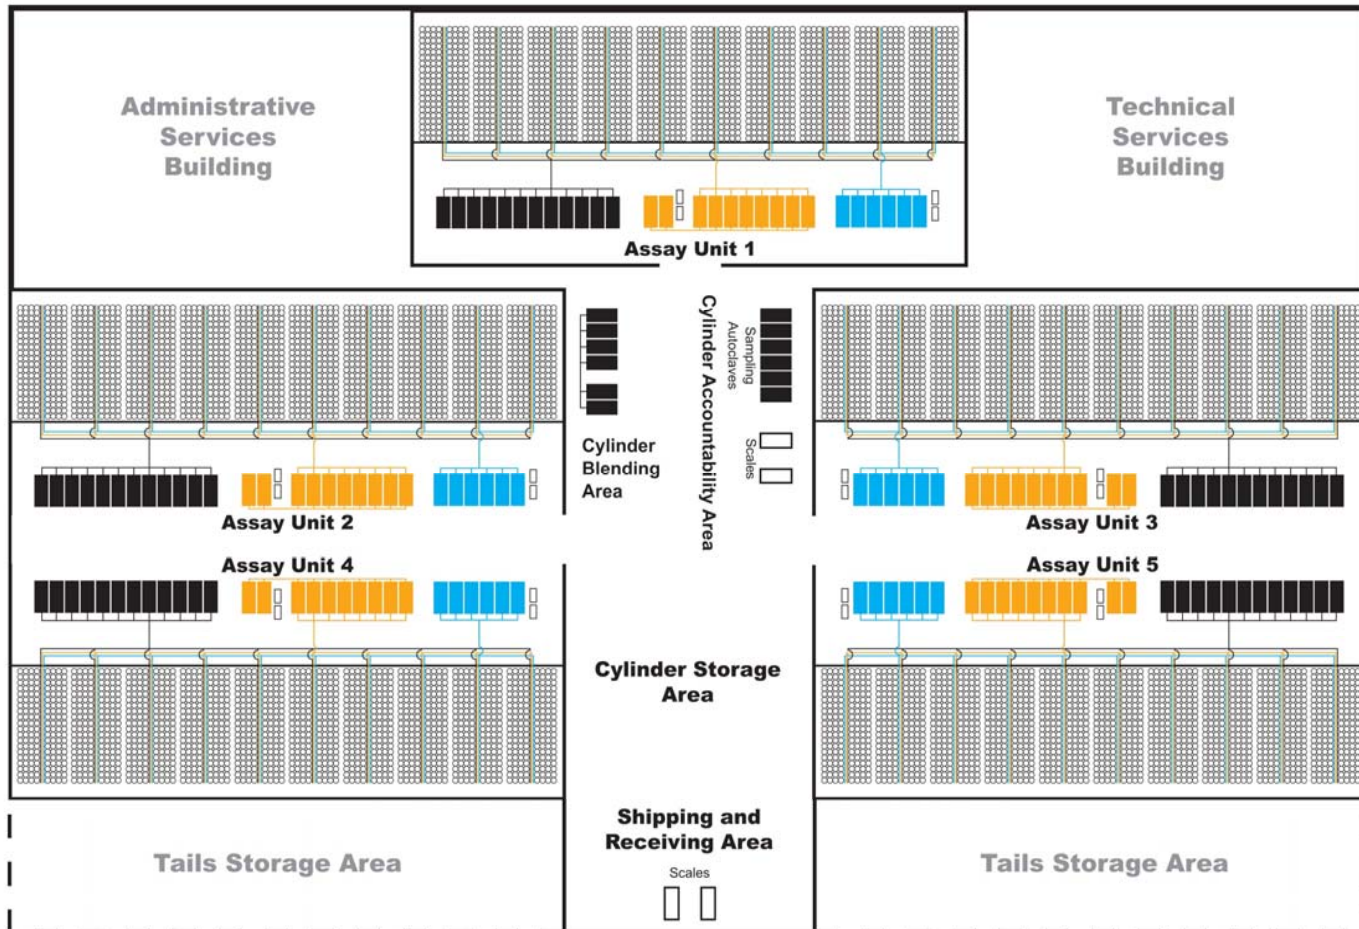 Administrative
Services
Building
Technical
Services
Building
Assay Unit 1
Cylinder Accountability Area
Sampling
Autoclaves
Scales
Cylinder
Blending
Area
Assay Unit 2
Assay Unit 3
Assay Unit 4
Assay Unit 5
Cylinder Storage
Area
Shipping and
Receiving Area
Scales
Tails Storage Area
Tails Storage Area